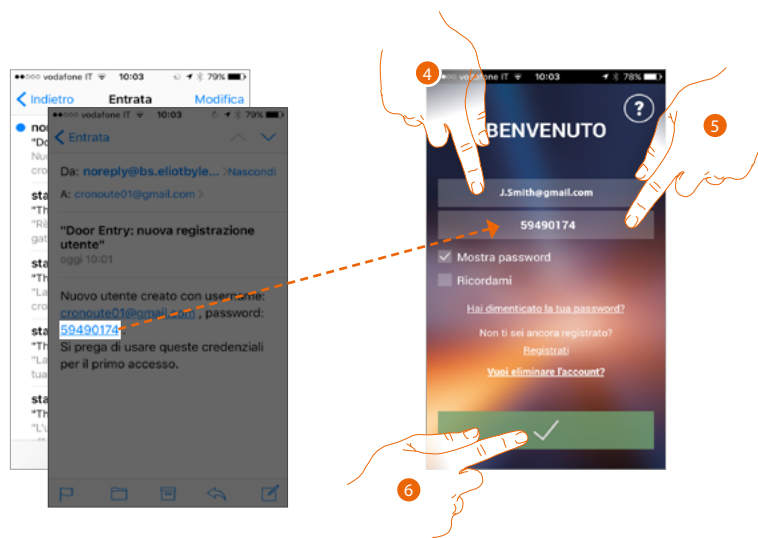 vodafone IT 10:03 79%
Indietro Entrata Modifica
vodafone IT 10:03 79%
Entrata
Da: noreply@bs.eliotbyle... Nascondi
A: cronoute01@gmail.com
"Door Entry: nuova registrazione
utente"
oggi 10:01
Nuovo utente creato con username:
cronoute01@gmail.com , password:
59490174
Si prega di usare queste credenziali
per il primo accesso.
4
vodafone IT 10:03 78%
?
BENVENUTO
5
J.Smith@gmail.com
59490174
Mostra password
Ricordami
Hai dimenticato la tua password?
Non ti sei ancora registrato?
Registrati
Vuoi eliminare l'account?
6